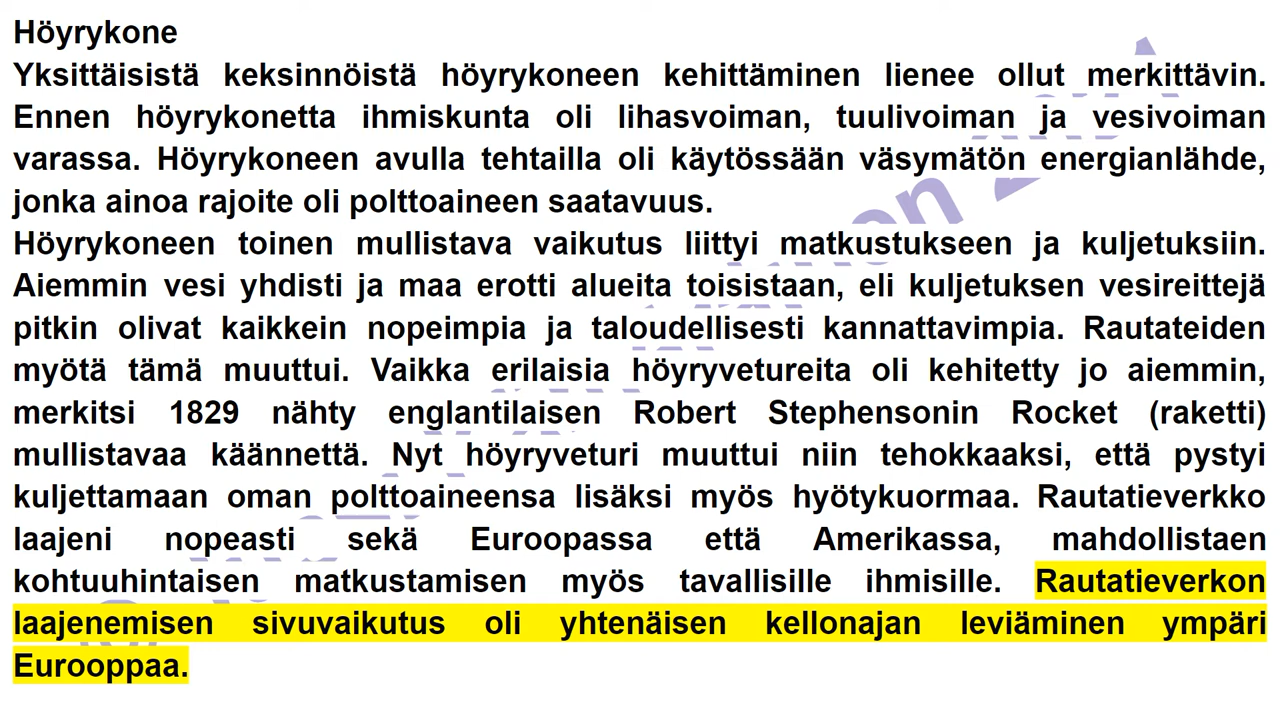 Höyrykone
Yksittäisistä keksinnöistä höyrykoneen kehittäminen lienee ollut merkittävin.
Ennen höyrykonetta ihmiskunta oli lihasvoiman, tuulivoiman ja vesivoiman
varassa. Höyrykoneen avulla tehtailla oli käytössään väsymätön energianlähde,
jonka ainoa rajoite oli polttoaineen saatavuus.
Höyrykoneen toinen mullistava vaikutus liittyi matkustukseen ja kuljetuksiin.
Aiemmin vesi yhdisti ja maa erotti alueita toisistaan, eli kuljetuksen vesireittejä
pitkin olivat kaikkein nopeimpia ja taloudellisesti kannattavimpia. Rautateiden
myötä tämä muuttui. Vaikka erilaisia höyryvetureita oli kehitetty jo aiemmin,
merkitsi 1829 nähty englantilaisen Robert Stephensonin Rocket (raketti)
mullistavaa käännettä. Nyt höyryveturi muuttui niin tehokkaaksi, että pystyi
kuljettamaan oman polttoaineensa lisäksi myös hyötykuormaa. Rautatieverkko
laajeni nopeasti sekä Euroopassa että Amerikassa, mahdollistaen
kohtuuhintaisen matkustamisen myös tavallisille ihmisille. Rautatieverkon
laajenemisen sivuvaikutus oli yhtenäisen kellonajan leviäminen ympäri
Eurooppaa.